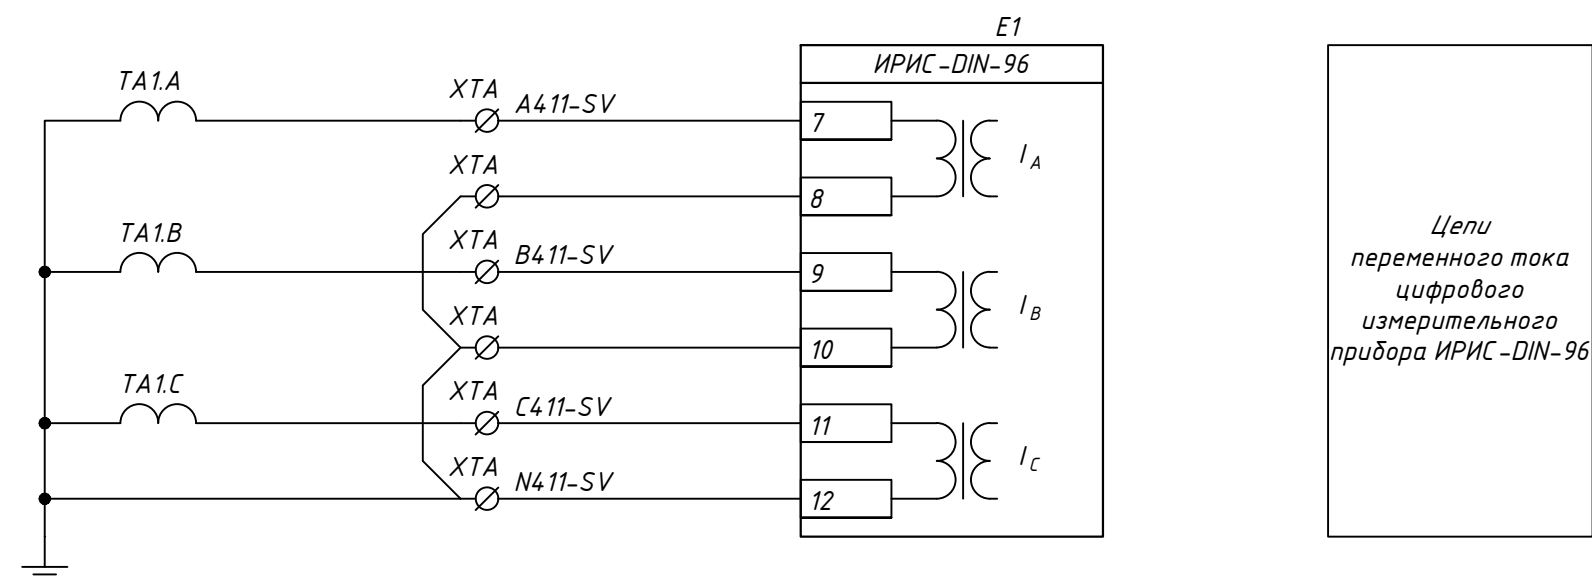 E1
ИРИС-DIN-96
TA1.A
XTA
A411-SV
7
I A
XTA
8
TA1.B
XTA
B411-SV
9
I B
XTA
10
TA1.C
XTA
C411-SV
11
I C
XTA
N411-SV
12
Цепи
переменного тока
цифрового
измерительного
прибора ИРИС-DIN-96